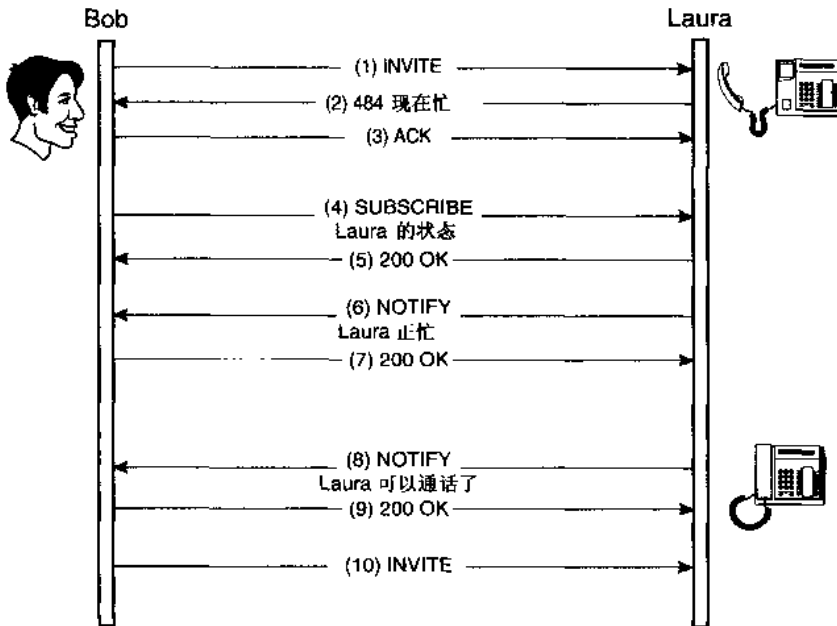 Bob
Laura
(1) INVITE
(2) 484 现在忙
(3) ACK
(4) SUBSCRIBE
Laura 的状态
(5) 200 OK
(6) NOTIFY
Laura 正忙
(7) 200 OK
(8) NOTIFY
Laura 可以通话了
(9) 200 OK
(10) INVITE